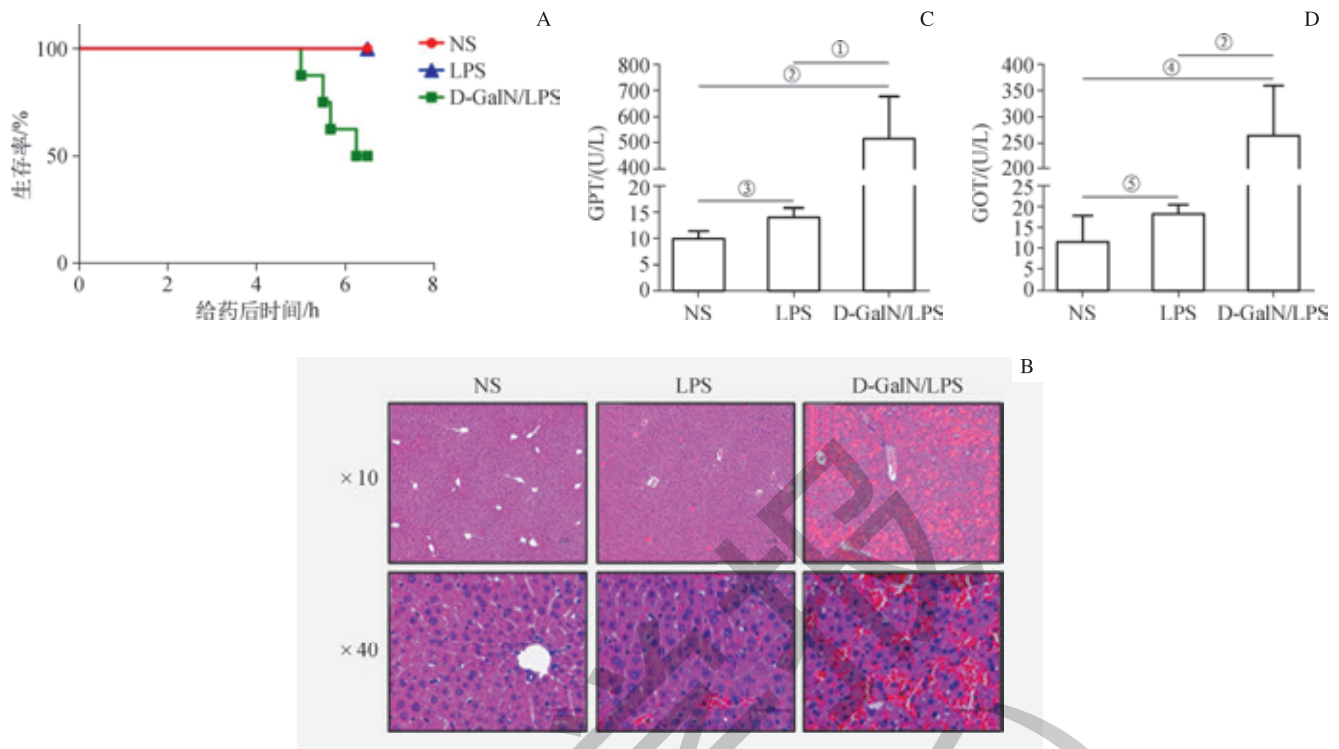 A
100
50
0
生存率/%
0 2 4 6 8
给药后时间/h
NS
LPS
D-GalN/LPS
C
GPT/(U/L)
800
700
600
500
400
20
15
10
5
0
①
②
③
NS LPS D-GalN/LPS
D
GOT/(U/L)
400
350
300
250
200
25
20
15
10
5
0
②
④
⑤
NS LPS D-GalN/LPS
B
NS LPS D-GalN/LPS
×10
×40